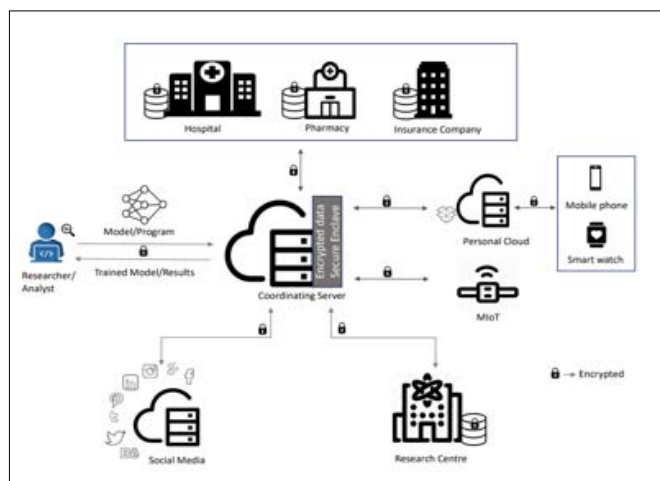 Hospital
Pharmacy
Insurance Company
Model/Program
Encrypted data
Secure Enclave
Personal Cloud
Mobile phone
Smart watch
Researcher/
Analyst
Trained Model/Results
Coordinating Server
MIoT
Encrypted
Social Media
Research Centre